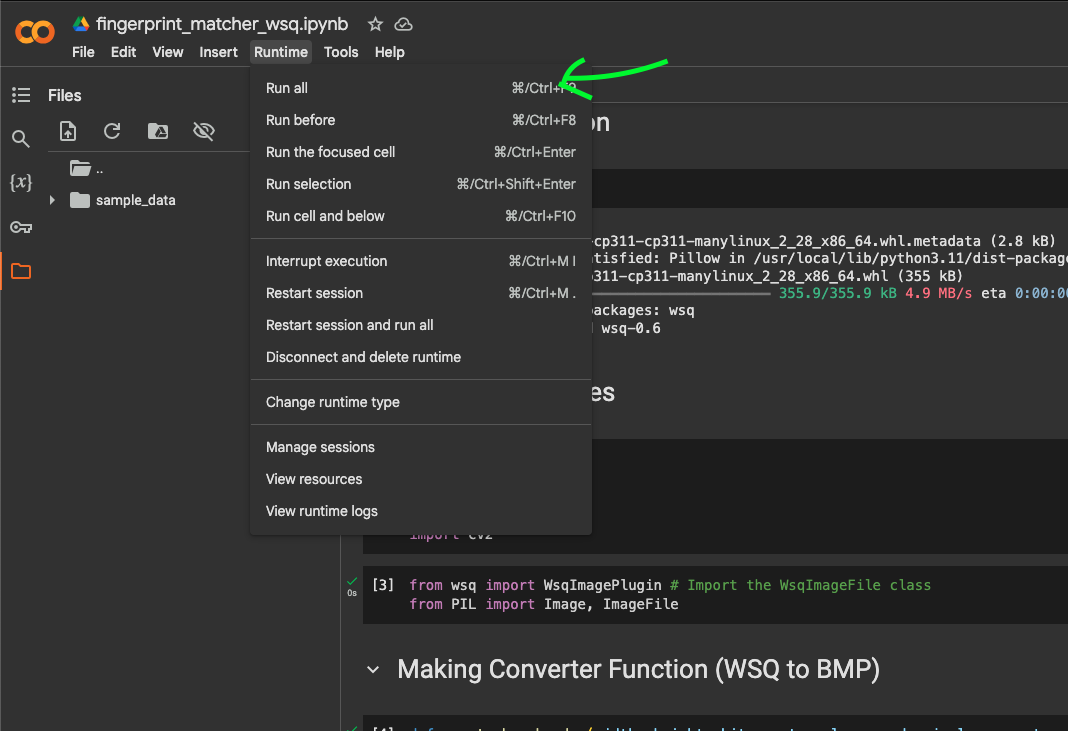 fingerprint_matcher_wsq.ipynb
File Edit View Insert Runtime Tools Help
Files
..
sample_data
{x}
Run all ⌘/Ctrl+F9
Run before ⌘/Ctrl+F8
Run the focused cell ⌘/Ctrl+Enter
Run selection ⌘/Ctrl+Shift+Enter
Run cell and below ⌘/Ctrl+F10
Interrupt execution ⌘/Ctrl+M I
Restart session ⌘/Ctrl+M .
Restart session and run all
Disconnect and delete runtime
Change runtime type
Manage sessions
View resources
View runtime logs
on
-cp311-cp311-manylinux_2_28_x86_64.whl.metadata (2.8 kB)
tisfied: Pillow in /usr/local/lib/python3.11/dist-package
311-cp311-manylinux_2_28_x86_64.whl (355 kB)
355.9/355.9 kB 4.9 MB/s eta 0:00:00
ackages: wsq
wsq-0.6
es
import cv2
0s
[3] from wsq import WsqImagePlugin # Import the WsqImageFile class
from PIL import Image, ImageFile
Making Converter Function (WSQ to BMP)
[4]